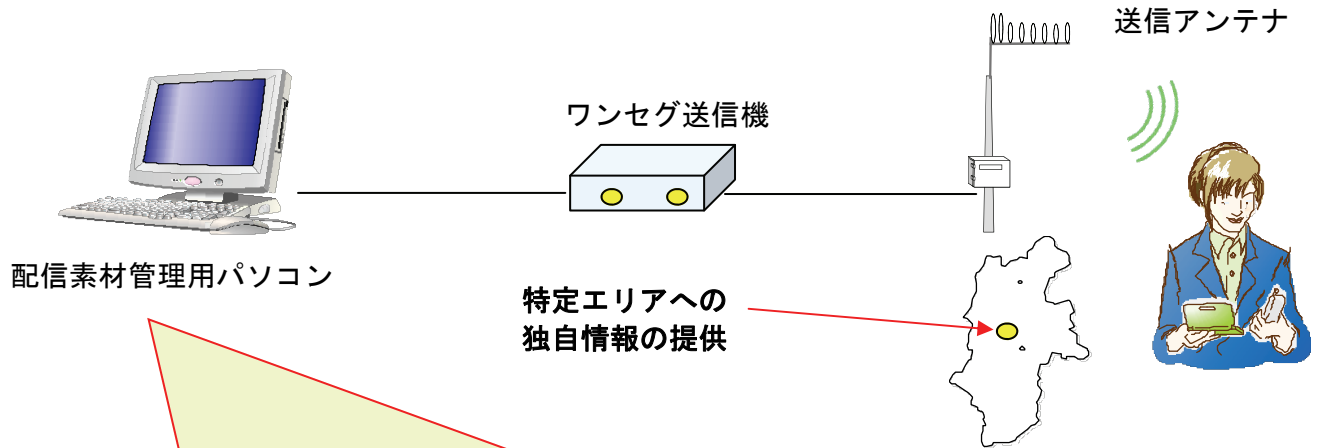 送信アンテナ
ワンセグ送信機
配信素材管理用パソコン
特定エリアへの
独自情報の提供